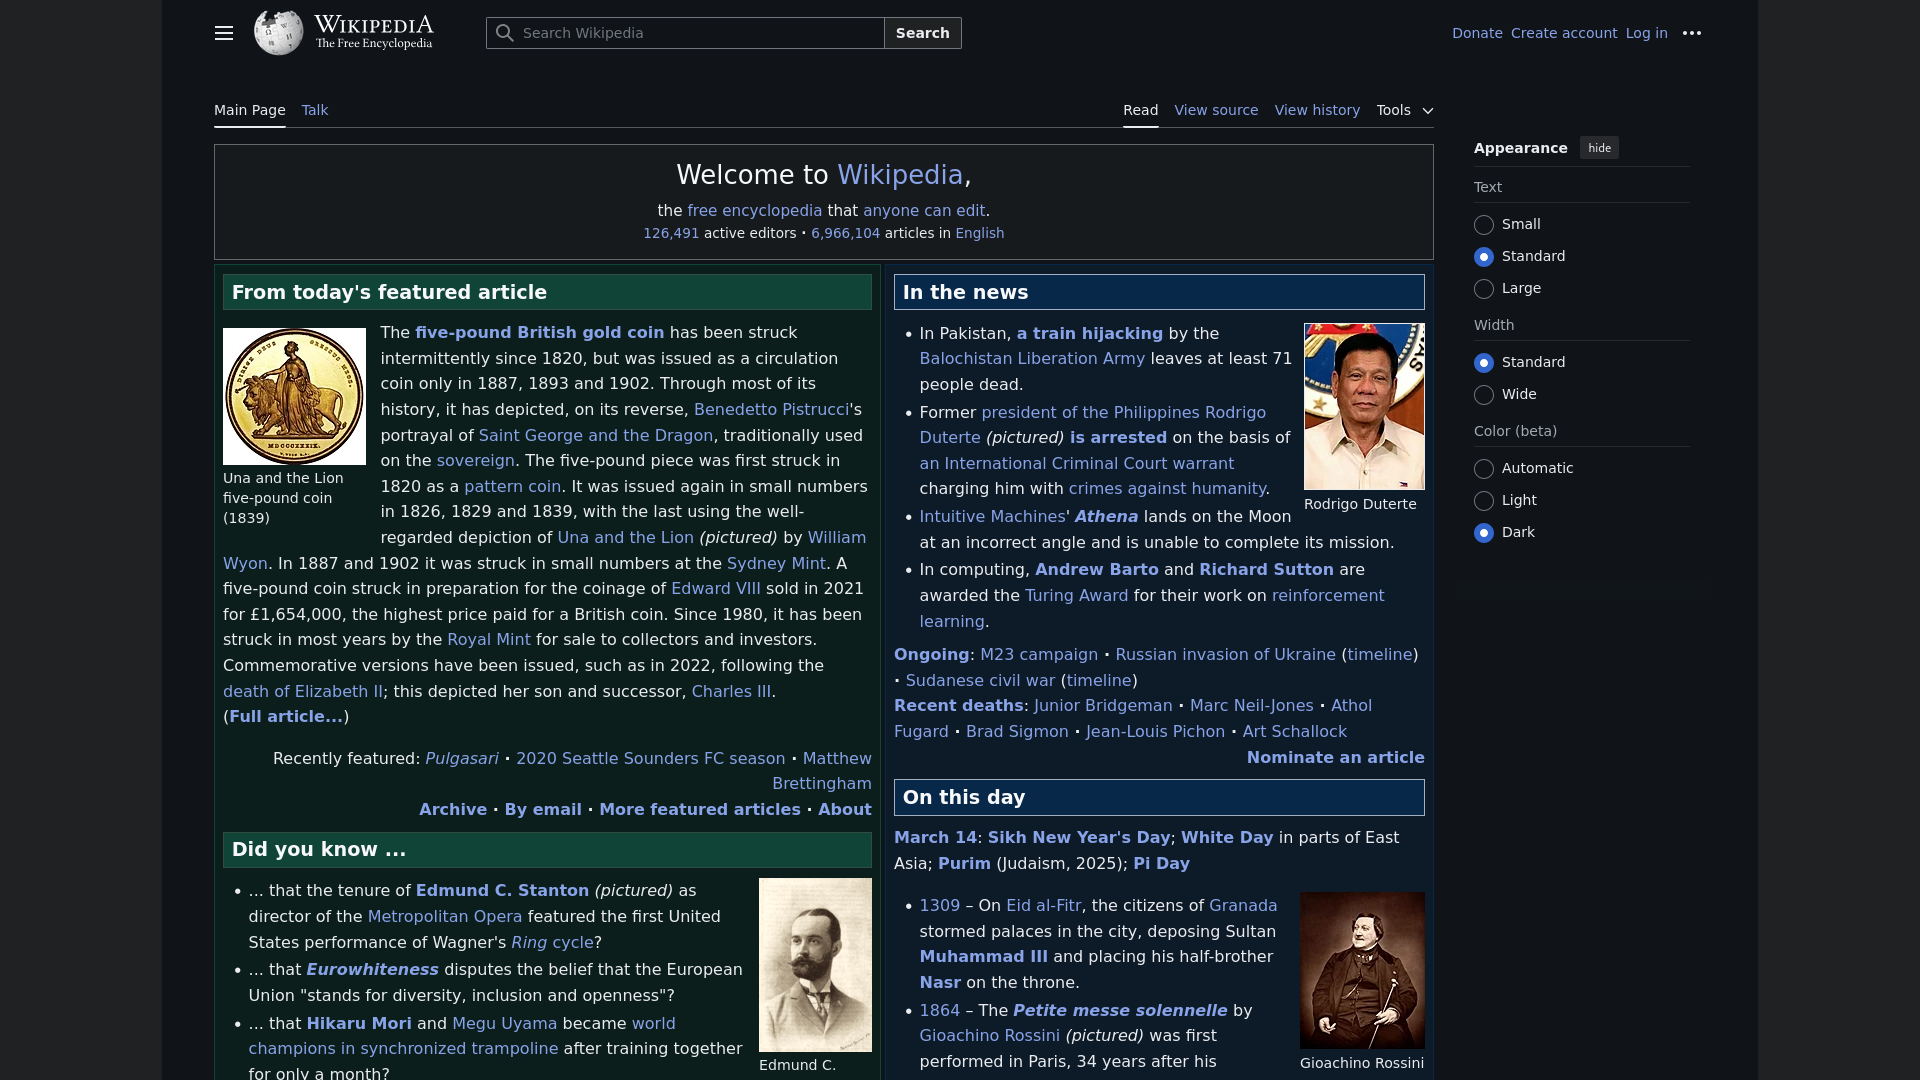 WIKIPEDIA
The Free Encyclopedia
Search Wikipedia
Search
Donate Create account Log in
Main Page Talk
Read View source View history Tools
Welcome to Wikipedia,
the free encyclopedia that anyone can edit.
126,491 active editors · 6,966,104 articles in English
From today's featured article
The five-pound British gold coin has been struck
intermittently since 1820, but was issued as a circulation
coin only in 1887, 1893 and 1902. Through most of its
history, it has depicted, on its reverse, Benedetto Pistrucci's
portrayal of Saint George and the Dragon, traditionally used
on the sovereign. The five-pound piece was first struck in
1820 as a pattern coin. It was issued again in small numbers
in 1826, 1829 and 1839, with the last using the well-
regarded depiction of Una and the Lion (pictured) by William
Wyon. In 1887 and 1902 it was struck in small numbers at the Sydney Mint. A
five-pound coin struck in preparation for the coinage of Edward VIII sold in 2021
for £1,654,000, the highest price paid for a British coin. Since 1980, it has been
struck in most years by the Royal Mint for sale to collectors and investors.
Commemorative versions have been issued, such as in 2022, following the
death of Elizabeth II; this depicted her son and successor, Charles III.
(Full article...)
Una and the Lion
five-pound coin
(1839)
Recently featured: Pulgasari · 2020 Seattle Sounders FC season · Matthew
Brettingham
Archive · By email · More featured articles · About
Did you know ...
• ... that the tenure of Edmund C. Stanton (pictured) as
director of the Metropolitan Opera featured the first United
States performance of Wagner's Ring cycle?
• ... that Eurowhiteness disputes the belief that the European
Union "stands for diversity, inclusion and openness"?
• ... that Hikaru Mori and Megu Uyama became world
champions in synchronized trampoline after training together
for only a month?
Edmund C.
In the news
• In Pakistan, a train hijacking by the
Balochistan Liberation Army leaves at least 71
people dead.
• Former president of the Philippines Rodrigo
Duterte (pictured) is arrested on the basis of
an International Criminal Court warrant
charging him with crimes against humanity.
• Intuitive Machines' Athena lands on the Moon
at an incorrect angle and is unable to complete its mission.
• In computing, Andrew Barto and Richard Sutton are
awarded the Turing Award for their work on reinforcement
learning.
Rodrigo Duterte
Ongoing: M23 campaign · Russian invasion of Ukraine (timeline)
· Sudanese civil war (timeline)
Recent deaths: Junior Bridgeman · Marc Neil-Jones · Athol
Fugard · Brad Sigmon · Jean-Louis Pichon · Art Schallock
Nominate an article
On this day
March 14: Sikh New Year's Day; White Day in parts of East
Asia; Purim (Judaism, 2025); Pi Day
• 1309 – On Eid al-Fitr, the citizens of Granada
stormed palaces in the city, deposing Sultan
Muhammad III and placing his half-brother
Nasr on the throne.
• 1864 – The Petite messe solennelle by
Gioachino Rossini (pictured) was first
performed in Paris, 34 years after his
Gioachino Rossini
Appearance hide
Text
Small
Standard
Large
Width
Standard
Wide
Color (beta)
Automatic
Light
Dark